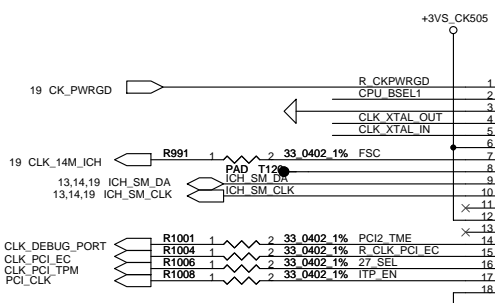 +3VS_CK505
19 CK_PWRGD R_CKPWRGD 1
CPU_BSEL1 2
3
CLK_XTAL_OUT 4
CLK_XTAL_IN 5
6
19 CLK_14M_ICH R991 1 2 33_0402_1% FSC 7
PAD 8
13,14,19 ICH_SM_DA ICH_SM_DA 9
13,14,19 ICH_SM_CLK ICH_SM_CLK 10
11
12
13
CLK_DEBUG_PORT R1001 1 2 33_0402_1% PCI2_TME 14
CLK_PCI_EC R1004 1 2 33_0402_1% R_CLK_PCI_EC 15
CLK_PCI_TPM R1006 1 2 33_0402_1% 27_SEL 16
PCI_CLK R1008 1 2 33_0402_1% ITP_EN 17
18